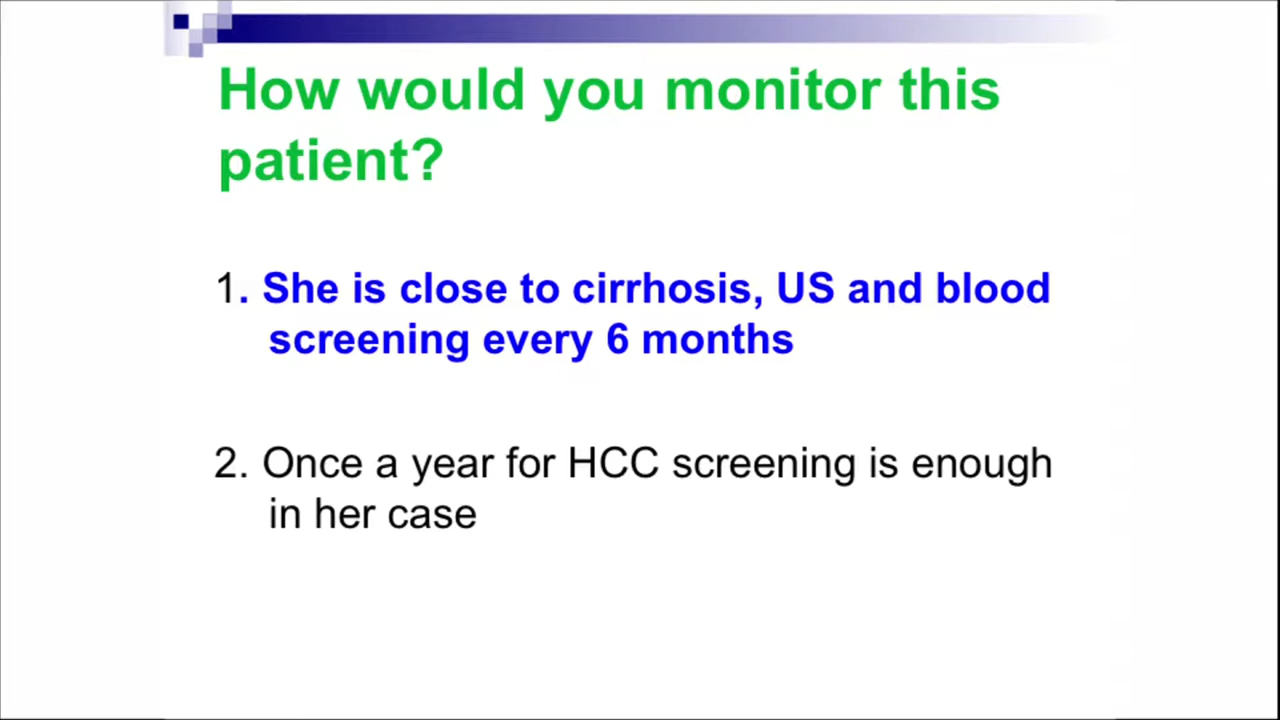 How would you monitor this
patient?
1. She is close to cirrhosis, US and blood
screening every 6 months
2. Once a year for HCC screening is enough
in her case